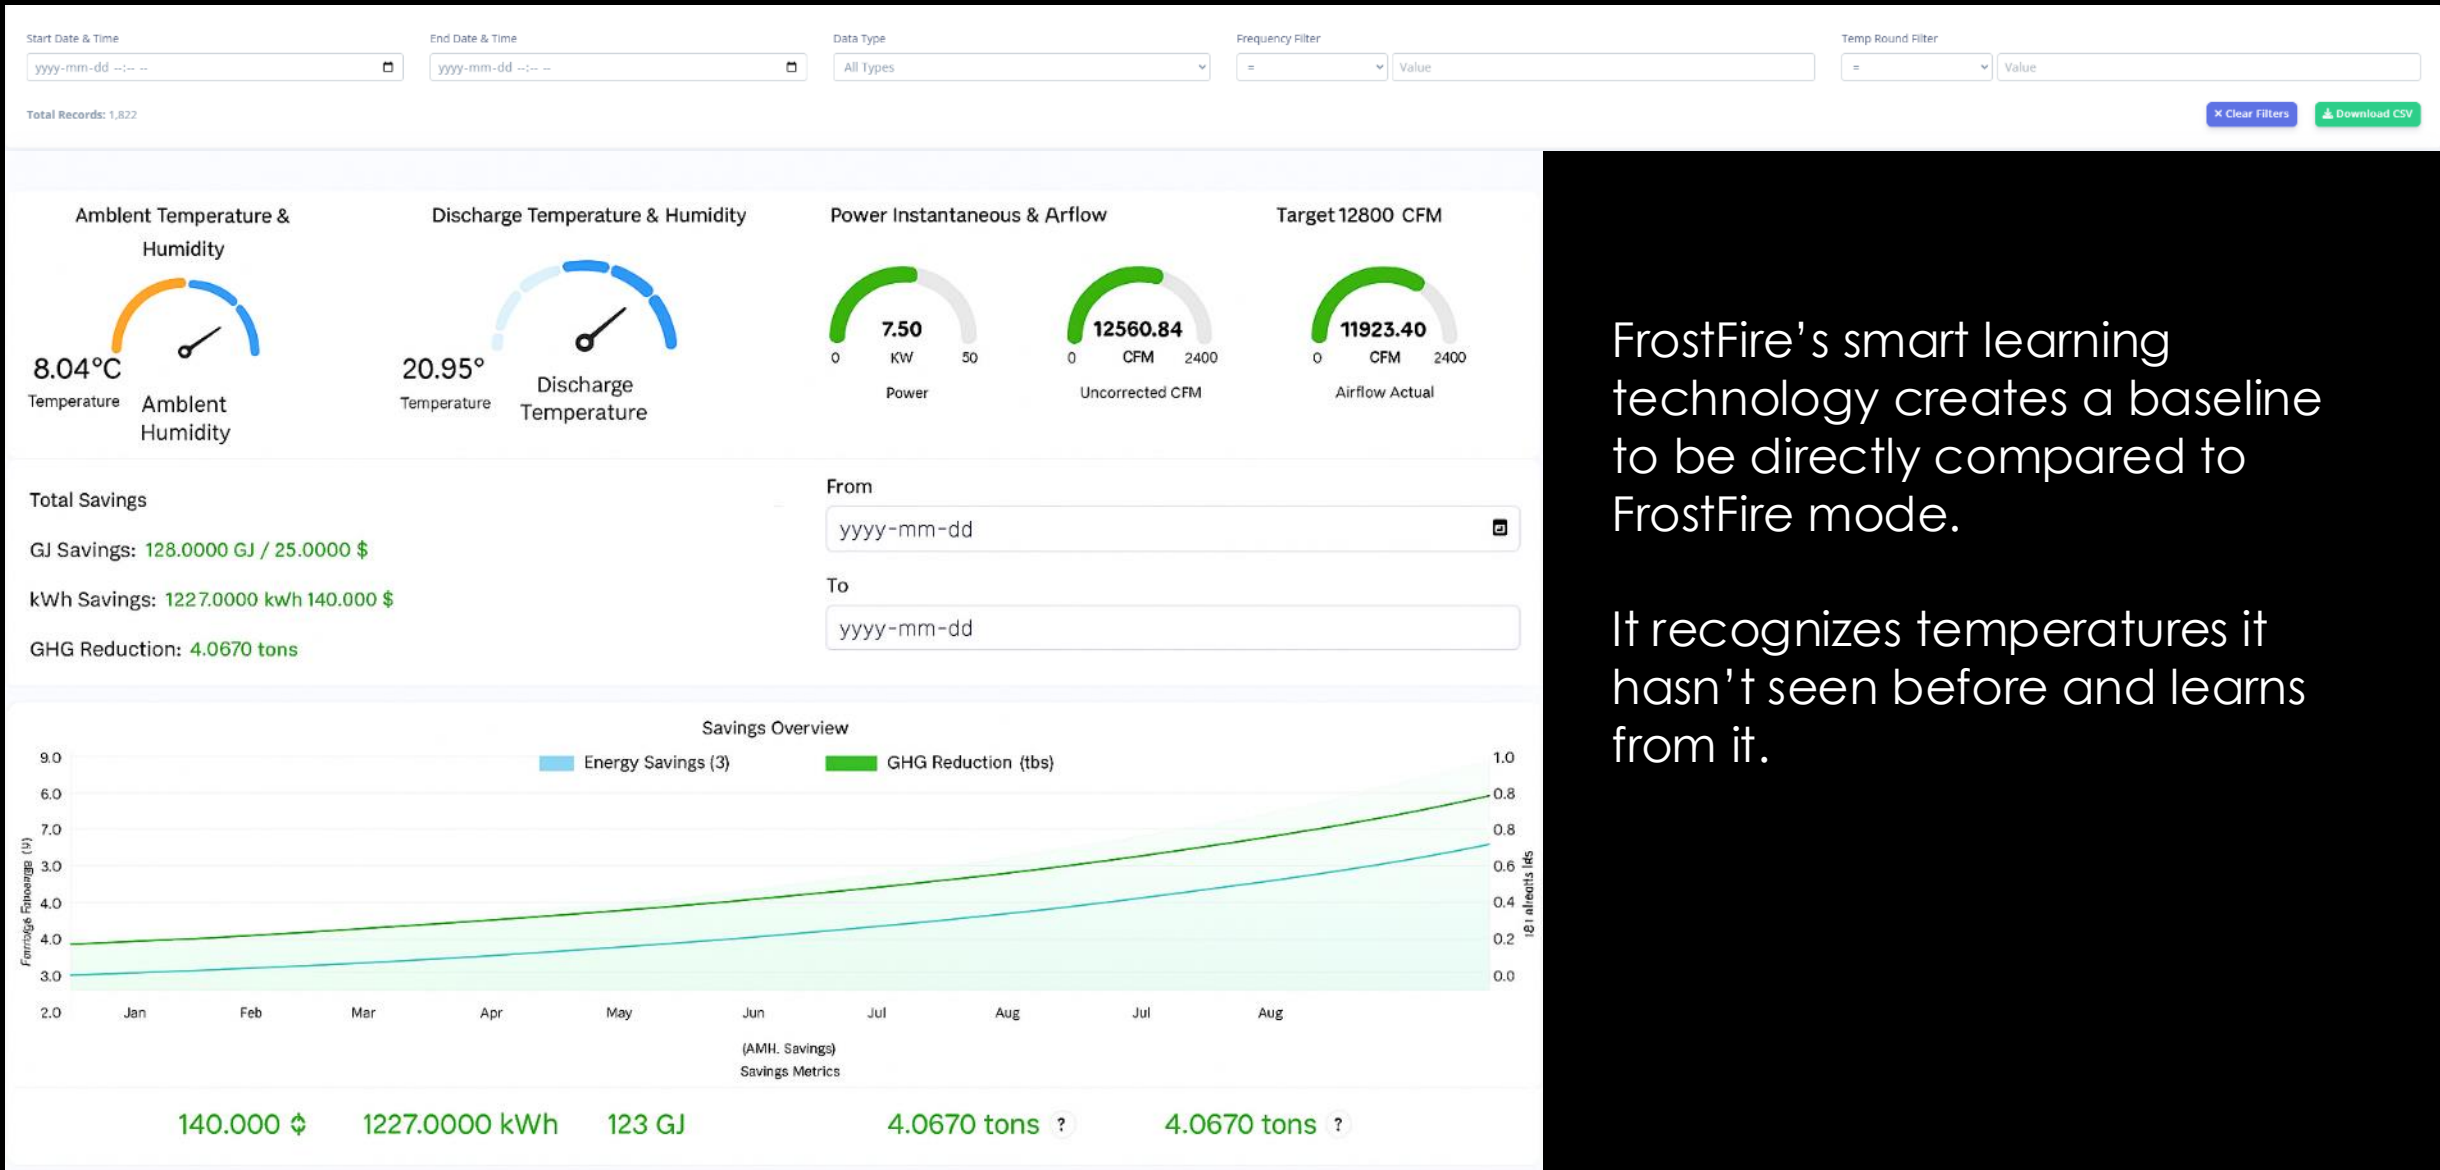 Start Date & Time
End Date & Time
Data Type
Frequency Filter
Temp Round Filter
yyyy-mm-dd --:-- --
yyyy-mm-dd --:-- --
All Types
=
Value
=
Value
Total Records: 1,822
× Clear Filters
Download CSV
Amblent Temperature &
Humidity
8.04°C
Temperature
Amblent
Humidity
Discharge Temperature & Humidity
20.95°
Temperature
Discharge
Temperature
Power Instantaneous & Arflow
7.50
0 KW 50
Power
12560.84
0 CFM 2400
Uncorrected CFM
Target 12800 CFM
11923.40
0 CFM 2400
Airflow Actual
Total Savings
GJ Savings: 128.0000 GJ / 25.0000 $
kWh Savings: 1227.0000 kwh 140.000 $
GHG Reduction: 4.0670 tons
From
yyyy-mm-dd
To
yyyy-mm-dd
Savings Overview
Energy Savings (3)
GHG Reduction (tbs)
9.0
6.0
7.0
3.0
4.0
4.0
3.0
2.0
1.0
0.8
0.8
0.6
0.4
0.2
0.0
Jan Feb Mar Apr May Jun Jul Aug Jul Aug
(AMH. Savings)
Savings Metrics
140.000 $
1227.0000 kWh
123 GJ
4.0670 tons ?
4.0670 tons ?
FrostFire’s smart learning
technology creates a baseline
to be directly compared to
FrostFire mode.
It recognizes temperatures it
hasn’t seen before and learns
from it.